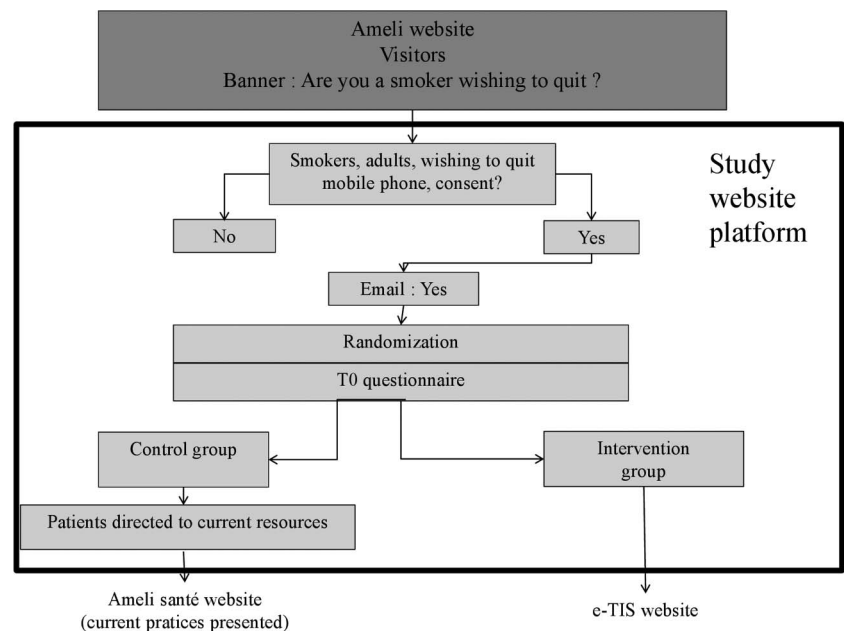 Ameli website
Visitors
Banner : Are you a smoker wishing to quit ?
Smokers, adults, wishing to quit
mobile phone, consent?
Study
website
platform
No
Yes
Email : Yes
Randomization
T0 questionnaire
Control group
Intervention
group
Patients directed to current resources
Ameli santé website
(current pratices presented)
e-TIS website